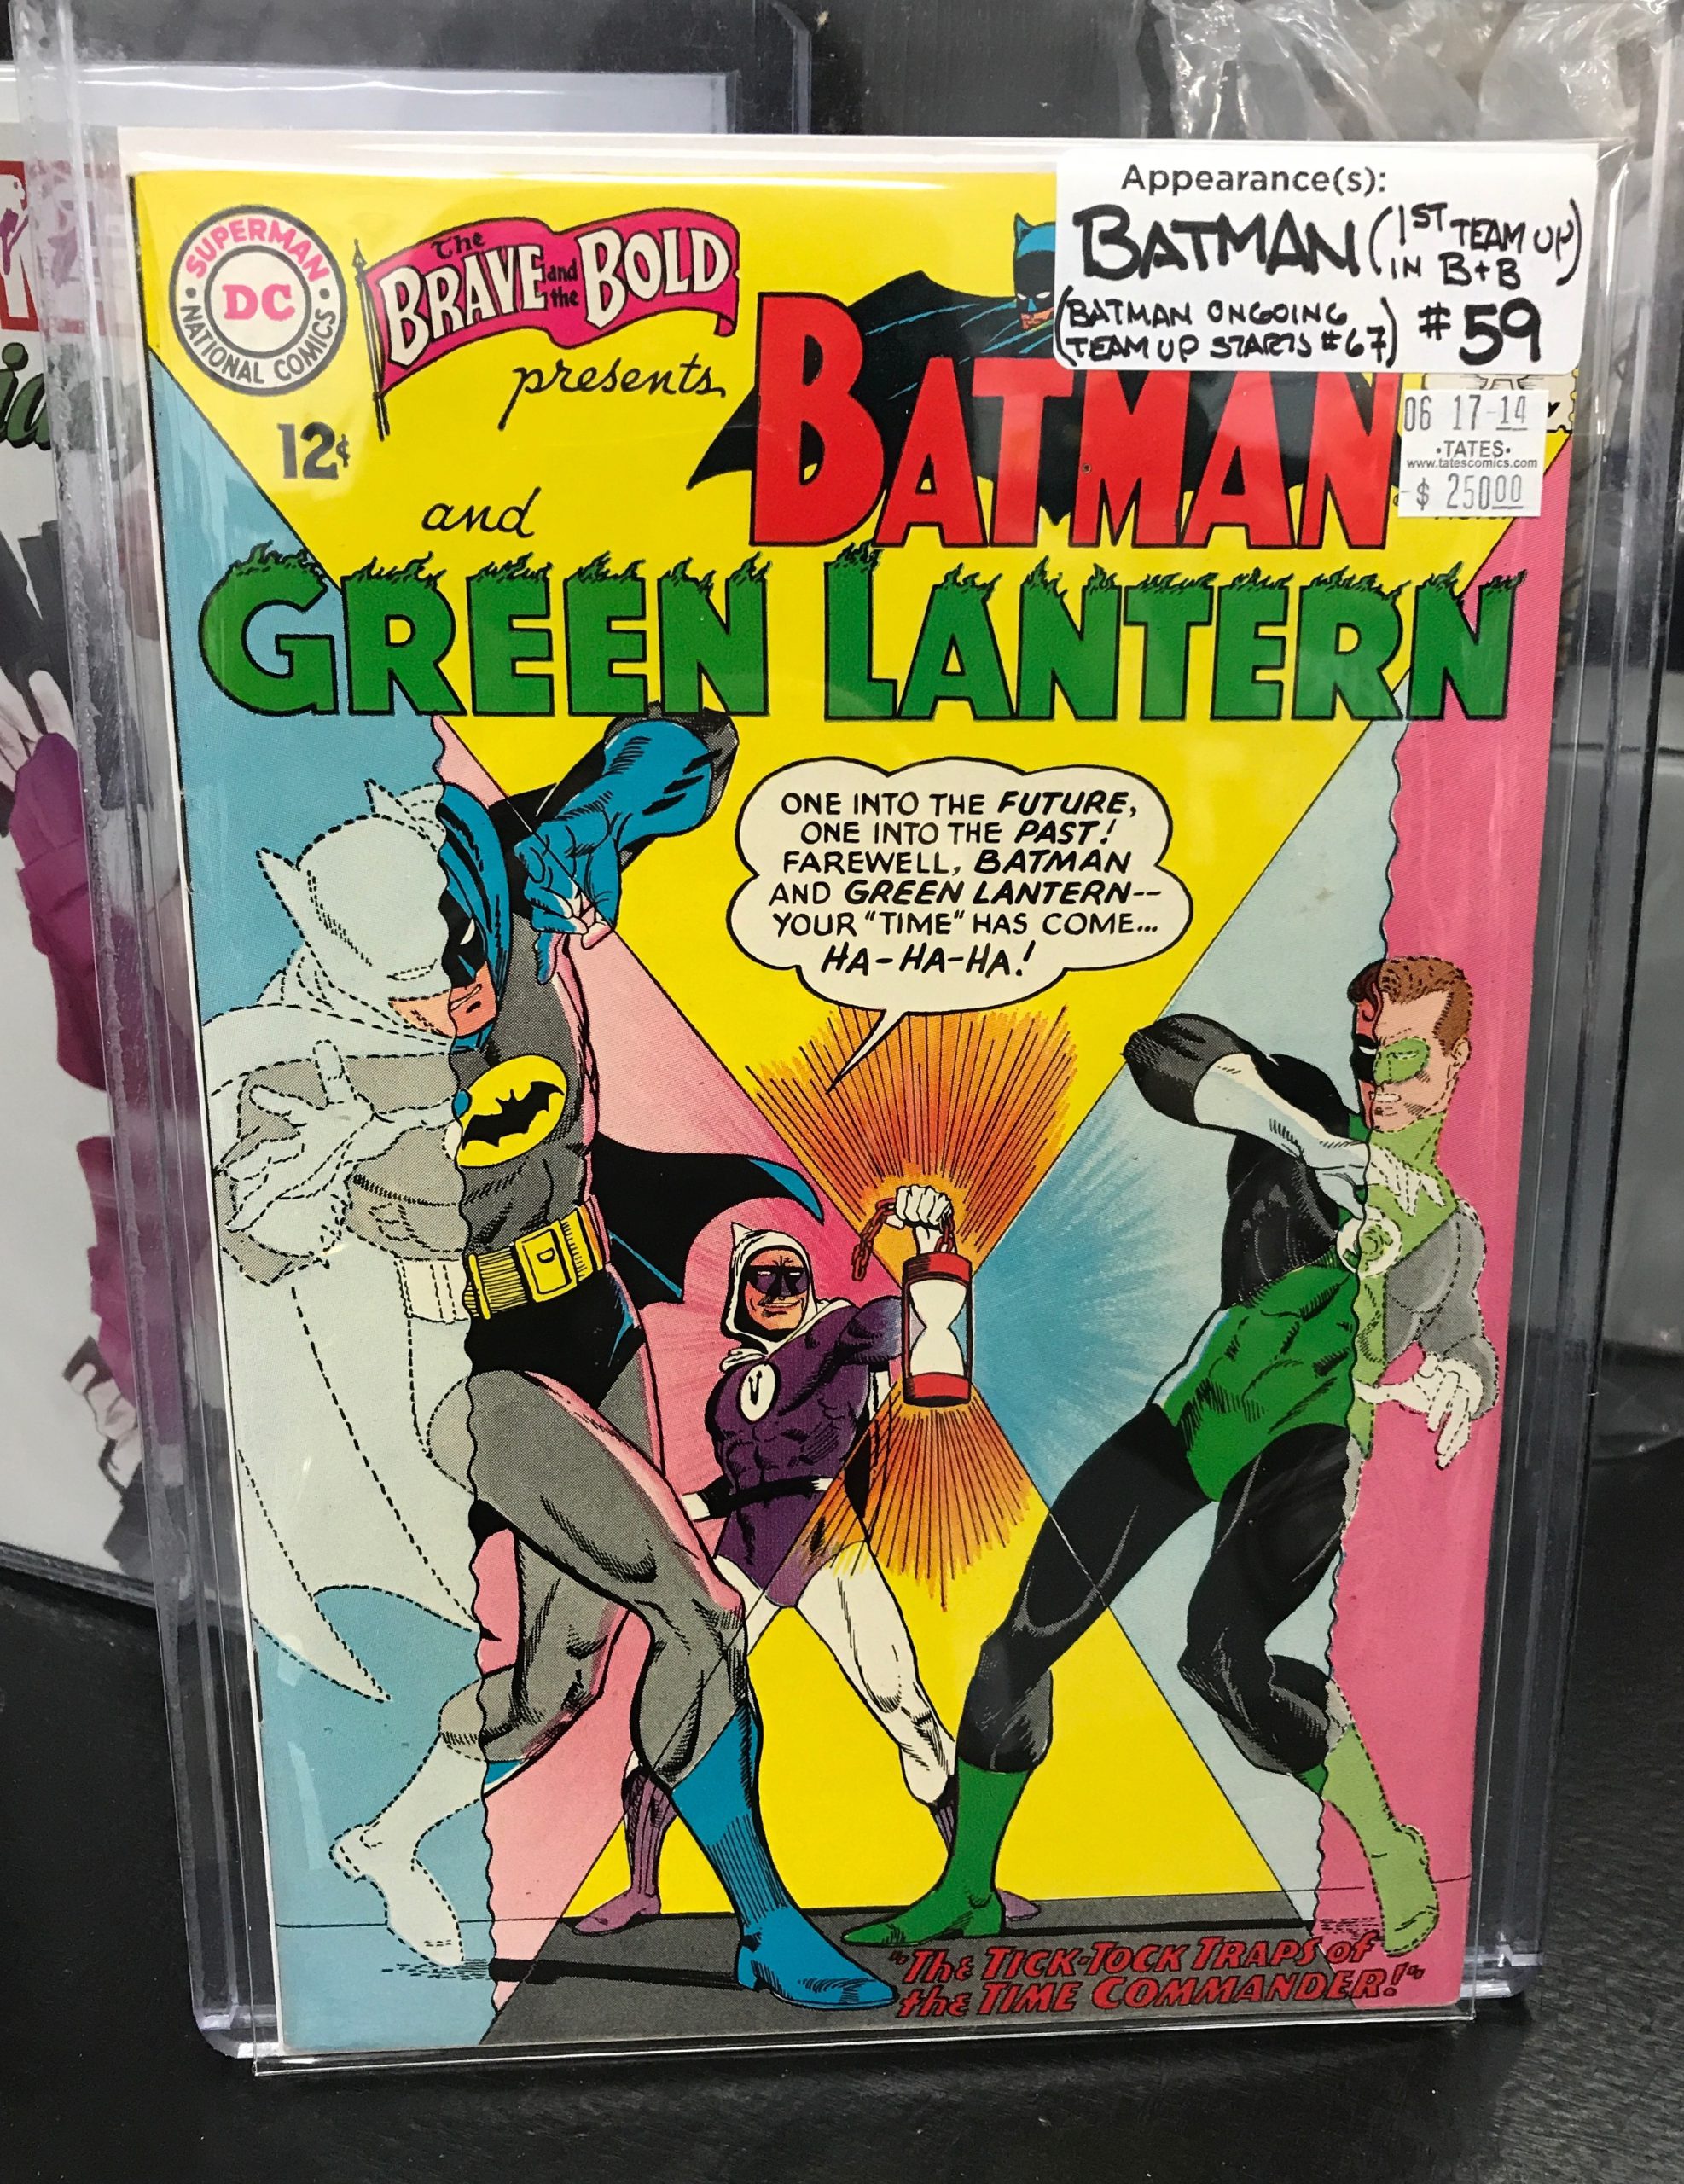 Appearance(s):
BATMAN (1ST TEAM UP IN B+B)
(BATMAN ONGOING TEAM UP STARTS #67) #59
SUPERMAN
DC
NATIONAL COMICS
The BRAVE and the BOLD
presents
12¢
BATMAN
06 17-14
·TATES·
www.tatescomics.com
$ 250.00
and
GREEN LANTERN
ONE INTO THE FUTURE,
ONE INTO THE PAST!
FAREWELL, BATMAN
AND GREEN LANTERN--
YOUR "TIME" HAS COME...
HA-HA-HA!
"The TICK-TOCK TRAPS of
the TIME COMMANDER!"